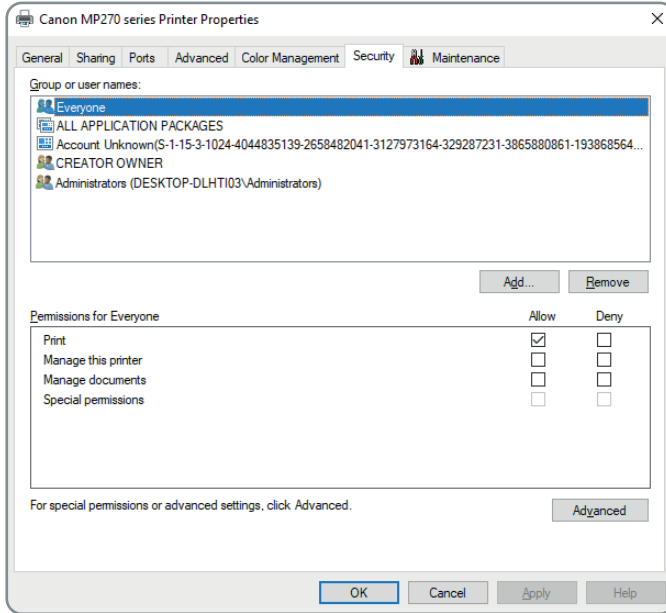 Canon MP270 series Printer Properties
General Sharing Ports Advanced Color Management Security Maintenance
Group or user names:
Everyone
ALL APPLICATION PACKAGES
Account Unknown(S-1-15-3-1024-4044835139-2658482041-3127973164-329287231-3865880861-193868564...
CREATOR OWNER
Administrators (DESKTOP-DLHTI03\Administrators)
Add... Remove
Permissions for Everyone Allow Deny
Print
Manage this printer
Manage documents
Special permissions
For special permissions or advanced settings, click Advanced.
Advanced
OK Cancel Apply Help